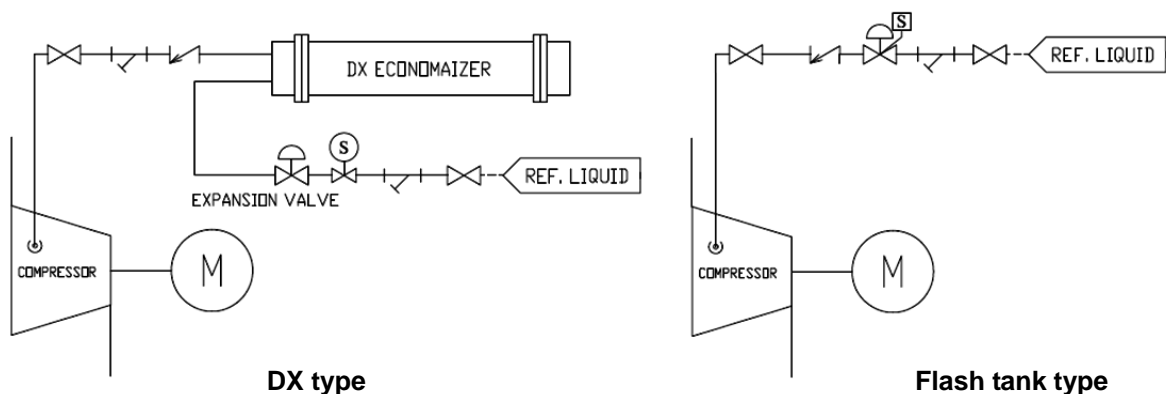 S
DX ECONOMAIZER
REF. LIQUID
S
REF. LIQUID
EXPANSION VALVE
COMPRESSOR
M
COMPRESSOR
M
DX type
Flash tank type